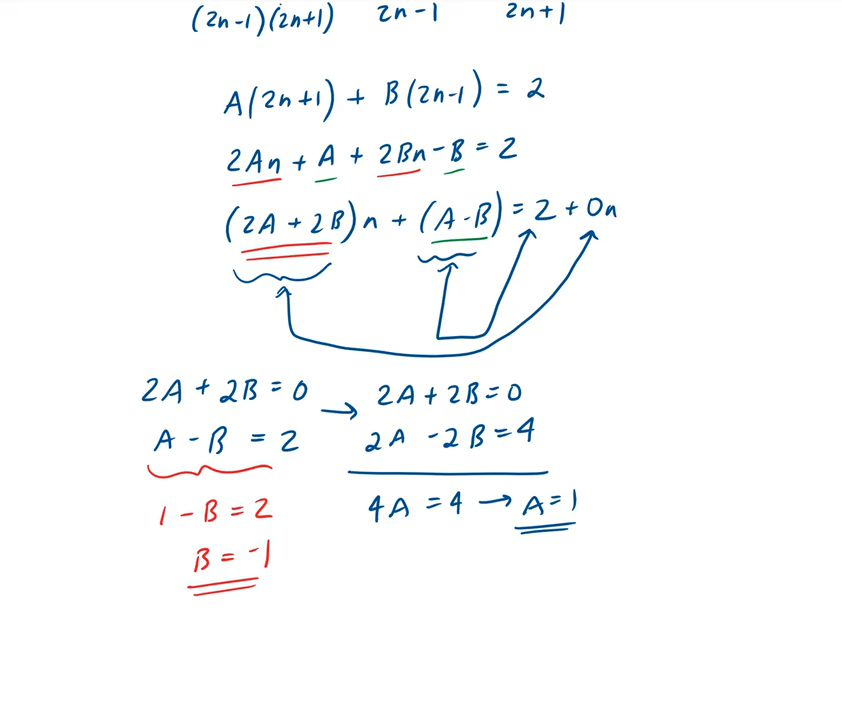 (2n-1)(2n+1) 2n-1 2n+1
A(2n+1) + B(2n-1) = 2
2An + A + 2Bn - B = 2
(2A + 2B)n + (A-B) = 2 + 0n
2A + 2B = 0 → 2A + 2B = 0
A - B = 2 2A - 2B = 4
1 - B = 2 4A = 4 → A = 1
B = -1